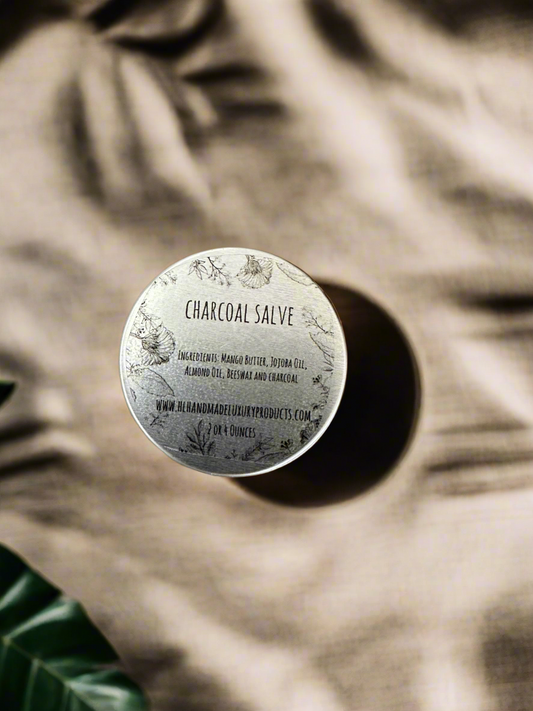 CHARCOAL SALVE
INGREDIENTS: MANGO BUTTER, JOJOBA OIL,
ALMOND OIL, BEESWAX AND CHARCOAL
WWW.HLHANDMADELUXURYPRODUCTS.COM
2 OR 4 OUNCES